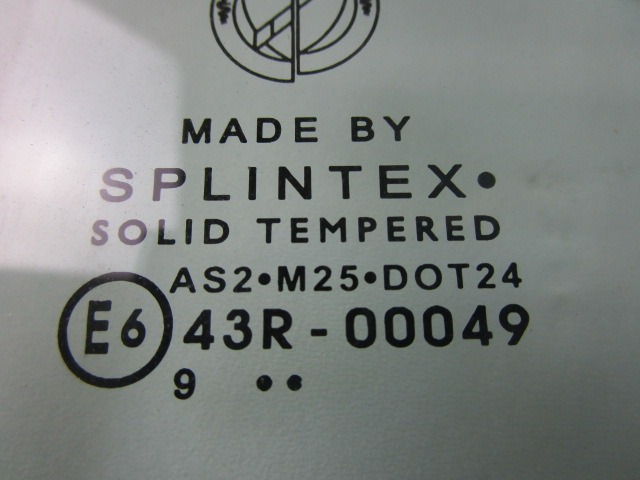 MADE BY
SPLINTEX•
SOLID TEMPERED
AS2•M25•DOT24
E6 43R-00049
9 ••